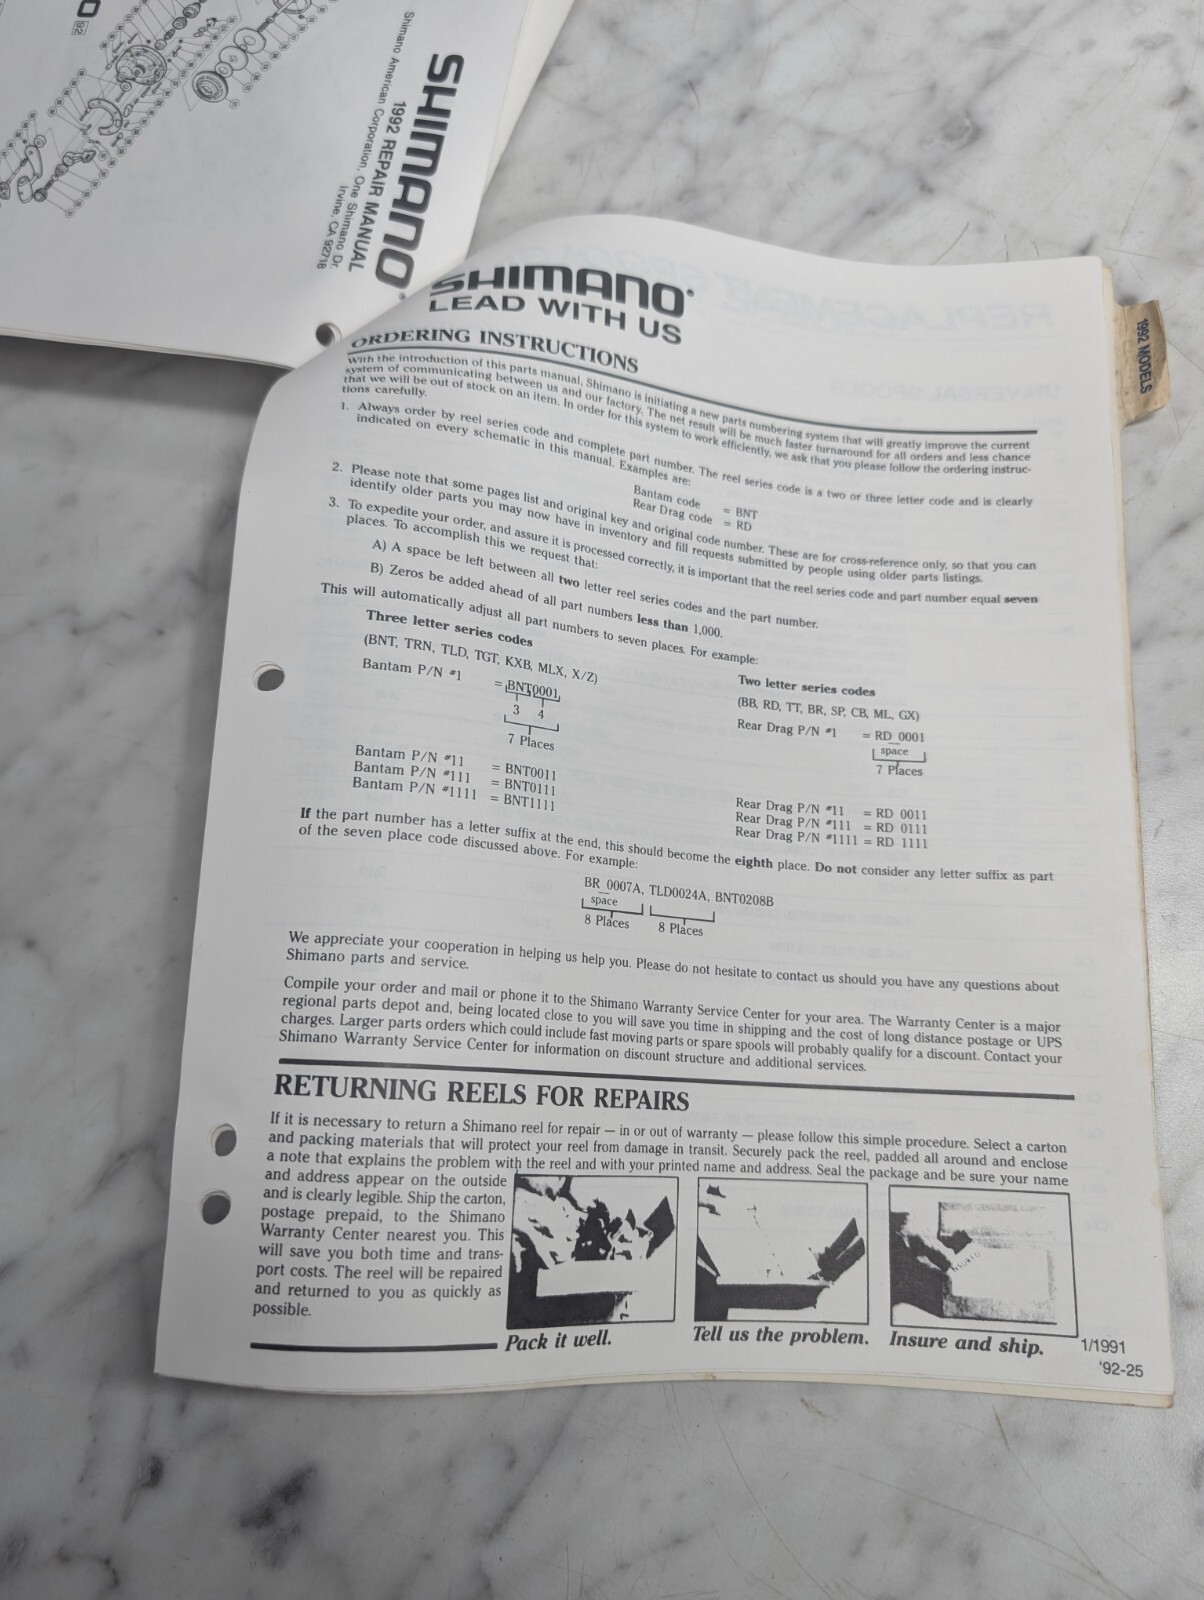 O 92
SHIMANO
1992 REPAIR MANUAL
Shimano American Corporation, One Shimano Dr.
Irvine, CA 92718
1992 MODELS
SHIMANO®
LEAD WITH US
ORDERING INSTRUCTIONS
With the introduction of this parts manual, Shimano is initiating a new parts numbering system that will greatly improve the current
system of communicating between us and our factory. The net result will be much faster turnaround for all orders and less chance
that we will be out of stock on an item. In order for this system to work efficiently, we ask that you please follow the ordering instruc-
tions carefully.
1. Always order by reel series code and complete part number. The reel series code is a two or three letter code and is clearly
indicated on every schematic in this manual. Examples are:
Bantam code = BNT
Rear Drag code = RD
2. Please note that some pages list and original key and original code number. These are for cross-reference only, so that you can
identify older parts you may now have in inventory and fill requests submitted by people using older parts listings.
3. To expedite your order, and assure it is processed correctly, it is important that the reel series code and part number equal seven
places. To accomplish this we request that:
A) A space be left between all two letter reel series codes and the part number.
B) Zeros be added ahead of all part numbers less than 1,000.
This will automatically adjust all part numbers to seven places. For example:
Three letter series codes
(BNT, TRN, TLD, TGT, KXB, MLX, X/Z)
Bantam P/N #1 = BNT0001
3 4
7 Places
Bantam P/N #11 = BNT0011
Bantam P/N #111 = BNT0111
Bantam P/N #1111 = BNT1111
Two letter series codes
(BB, RD, TT, BR, SP, CB, ML, GX)
Rear Drag P/N #1 = RD 0001
space
7 Places
Rear Drag P/N #11 = RD 0011
Rear Drag P/N #111 = RD 0111
Rear Drag P/N #1111 = RD 1111
If the part number has a letter suffix at the end, this should become the eighth place. Do not consider any letter suffix as part
of the seven place code discussed above. For example:
BR 0007A, TLD0024A, BNT0208B
space
8 Places 8 Places
We appreciate your cooperation in helping us help you. Please do not hesitate to contact us should you have any questions about
Shimano parts and service.
Compile your order and mail or phone it to the Shimano Warranty Service Center for your area. The Warranty Center is a major
regional parts depot and, being located close to you will save you time in shipping and the cost of long distance postage or UPS
charges. Larger parts orders which could include fast moving parts or spare spools will probably qualify for a discount. Contact your
Shimano Warranty Service Center for information on discount structure and additional services.
RETURNING REELS FOR REPAIRS
If it is necessary to return a Shimano reel for repair — in or out of warranty — please follow this simple procedure. Select a carton
and packing materials that will protect your reel from damage in transit. Securely pack the reel, padded all around and enclose
a note that explains the problem with the reel and with your printed name and address. Seal the package and be sure your name
and address appear on the outside
and is clearly legible. Ship the carton,
postage prepaid, to the Shimano
Warranty Center nearest you. This
will save you both time and trans-
port costs. The reel will be repaired
and returned to you as quickly as
possible.
INSURED
Pack it well.
Tell us the problem.
Insure and ship.
1/1991
'92-25